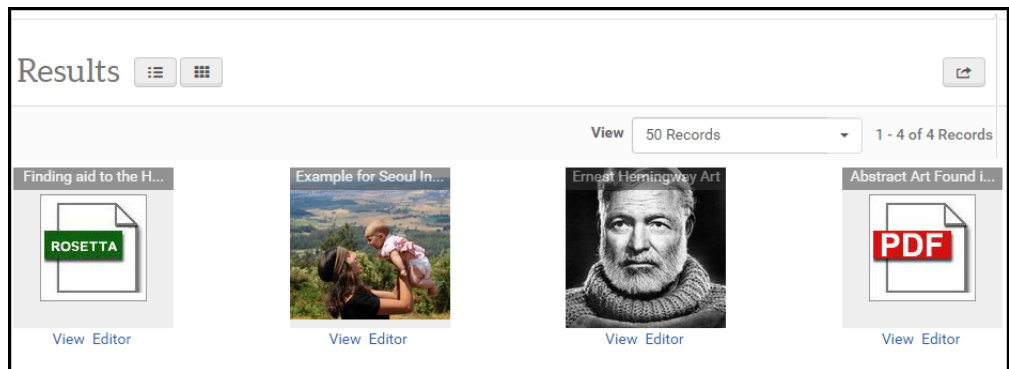 Results
View 50 Records 1 - 4 of 4 Records
Finding aid to the H... Example for Seoul In... Ernest Hemingway Art Abstract Art Found i...
ROSETTA PDF
View Editor View Editor View Editor View Editor